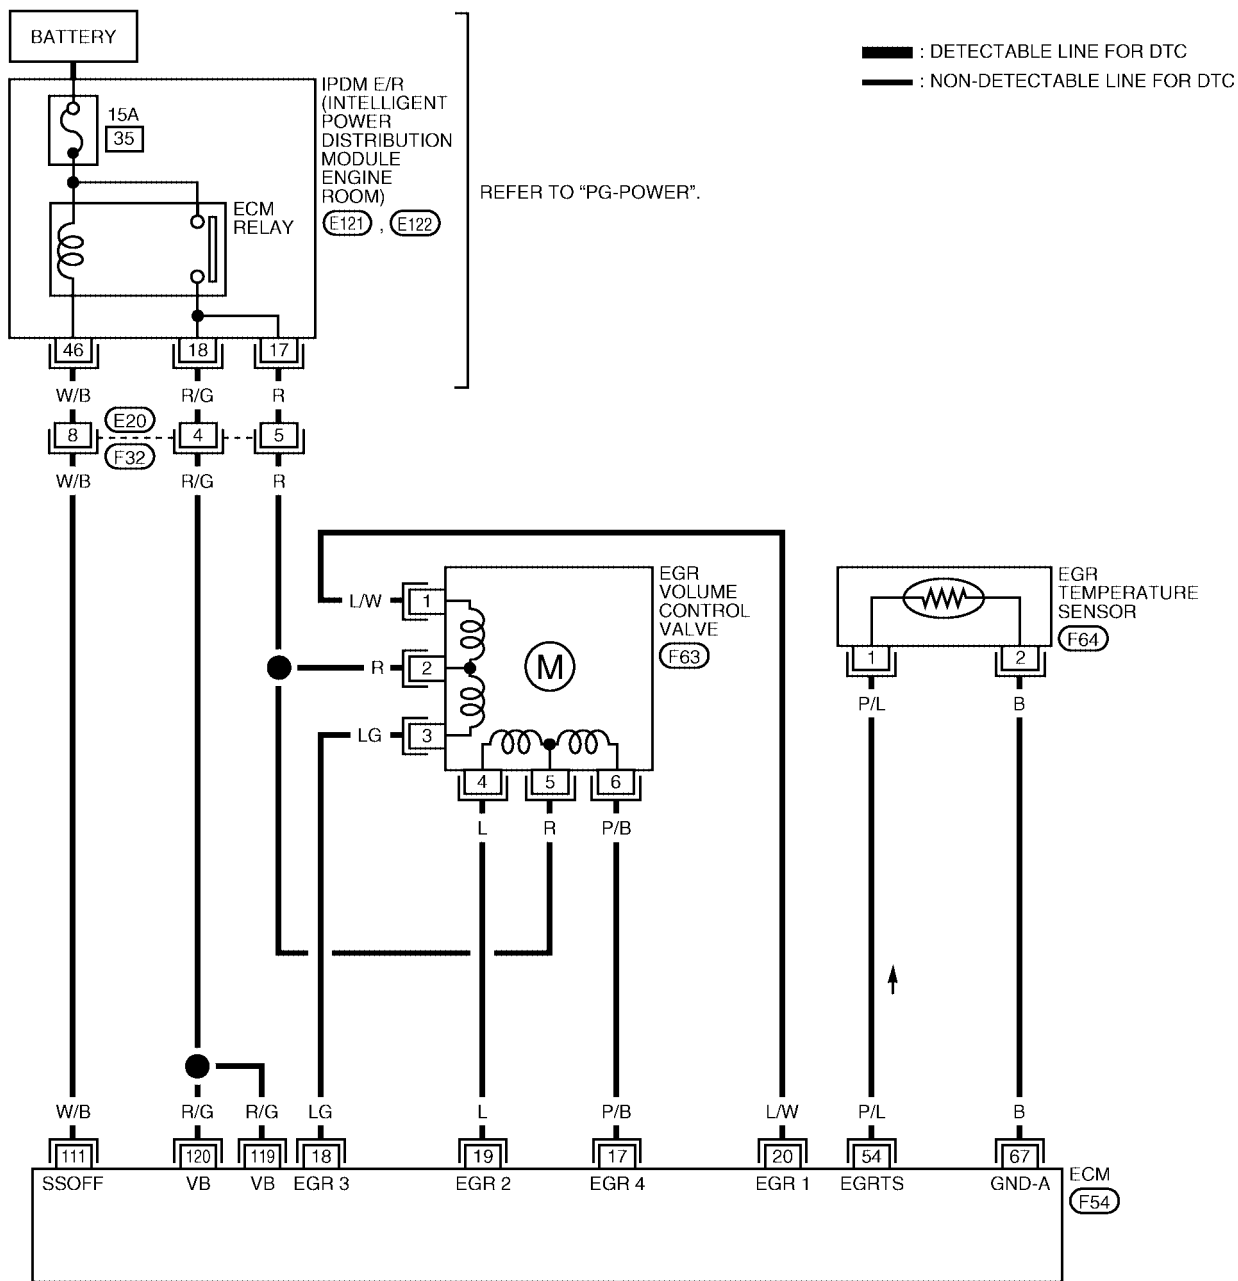 BATTERY
: DETECTABLE LINE FOR DTC
: NON-DETECTABLE LINE FOR DTC
IPDM E/R
(INTELLIGENT
POWER
DISTRIBUTION
MODULE
ENGINE
ROOM)
E121 , E122
15A
35
REFER TO “PG-POWER”.
ECM
RELAY
46 18 17
W/B R/G R
E20
8 4 5
F32
W/B R/G R
EGR
VOLUME
CONTROL
VALVE
F63
EGR
TEMPERATURE
SENSOR
F64
L/W 1
R 2
M
LG 3
1 2
P/L B
4 5 6
L R P/B
W/B R/G R/G LG L P/B L/W P/L B
111 120 119 18 19 17 20 54 67
SSOFF VB VB EGR 3 EGR 2 EGR 4 EGR 1 EGRTS GND-A
ECM
F54